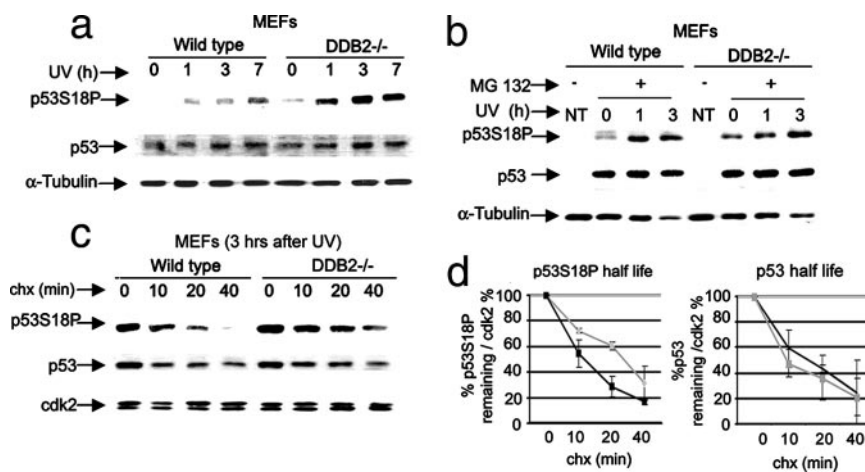 a
MEFs
Wild type DDB2-/-
UV (h) 0 1 3 7 0 1 3 7
p53S18P
p53
α-Tubulin
b
MEFs
Wild type DDB2-/-
MG 132 - + - +
UV (h) NT 0 1 3 NT 0 1 3
p53S18P
p53
α-Tubulin
c
MEFs (3 hrs after UV)
Wild type DDB2-/-
chx (min) 0 10 20 40 0 10 20 40
p53S18P
p53
cdk2
d
p53S18P half life
% p53S18P
remaining / cdk2 %
100
80
60
40
20
0
0 10 20 40
chx (min)
p53 half life
%p53
remaining /cdk2 %
100
80
60
40
20
0
0 10 20 40
chx (min)